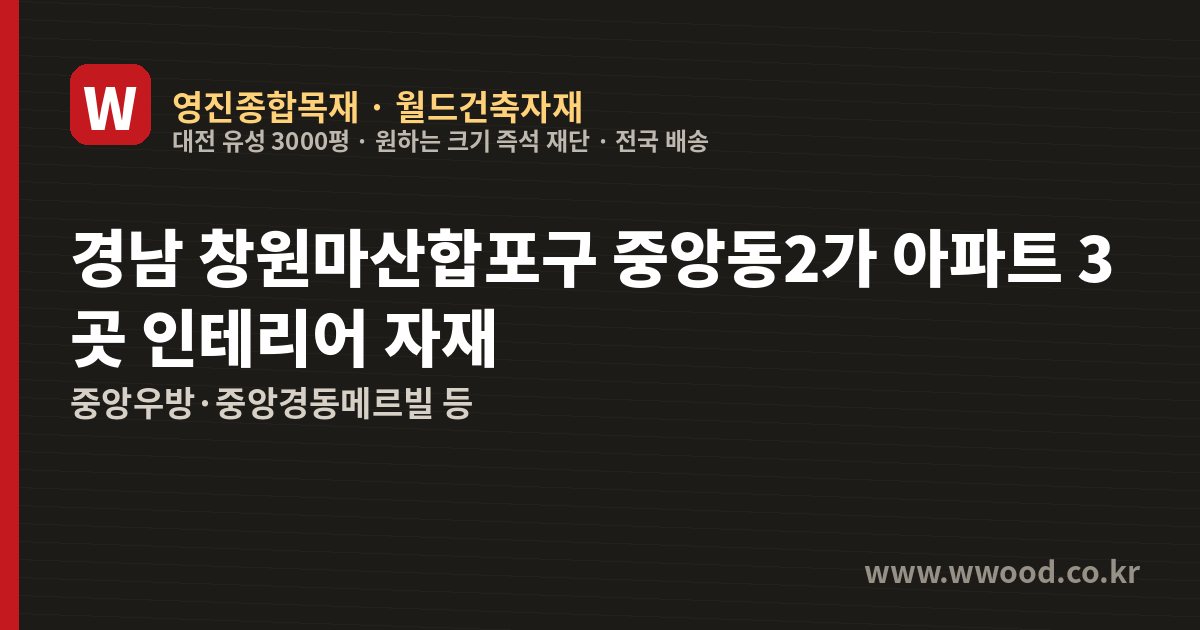 W
영진종합목재 · 월드건축자재
대전 유성 3000평 · 원하는 크기 즉석 재단 · 전국 배송
경남 창원마산합포구 중앙동2가 아파트 3
곳 인테리어 자재
중앙우방·중앙경동메르빌 등
www.wwood.co.kr